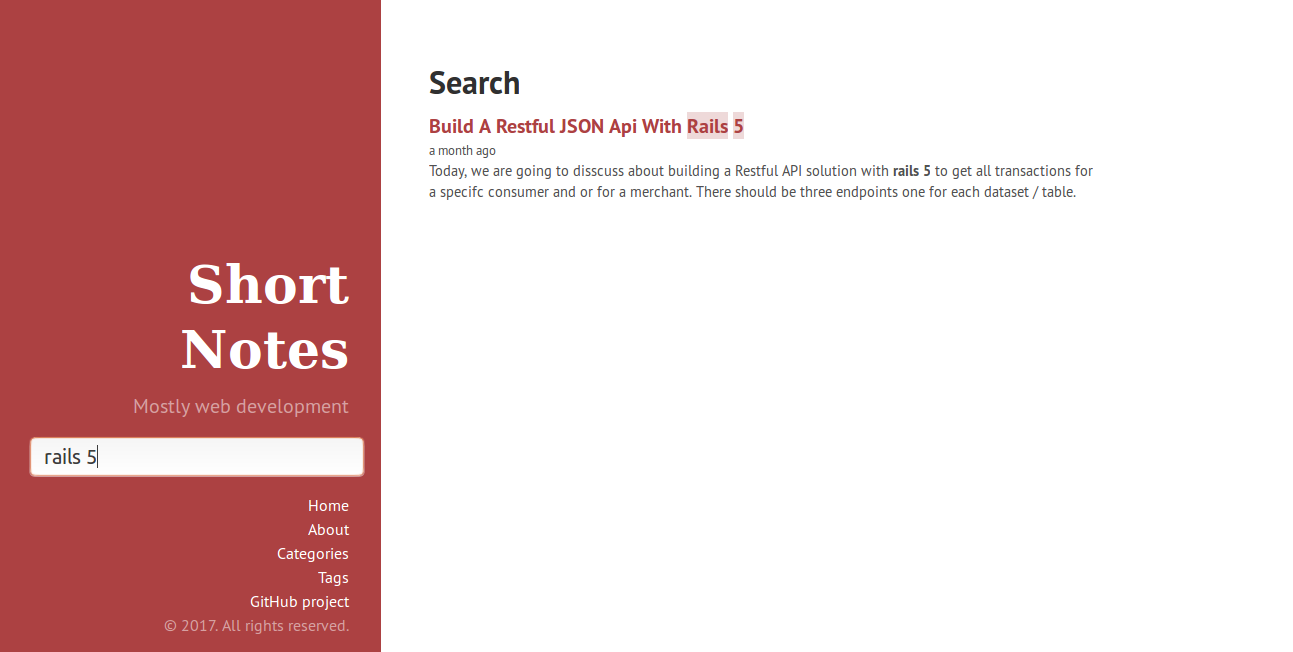 Short
Notes
Mostly web development
rails 5
Home
About
Categories
Tags
GitHub project
© 2017. All rights reserved.
Search
Build A Restful JSON Api With Rails 5
a month ago
Today, we are going to disscuss about building a Restful API solution with rails 5 to get all transactions for
a specifc consumer and or for a merchant. There should be three endpoints one for each dataset / table.